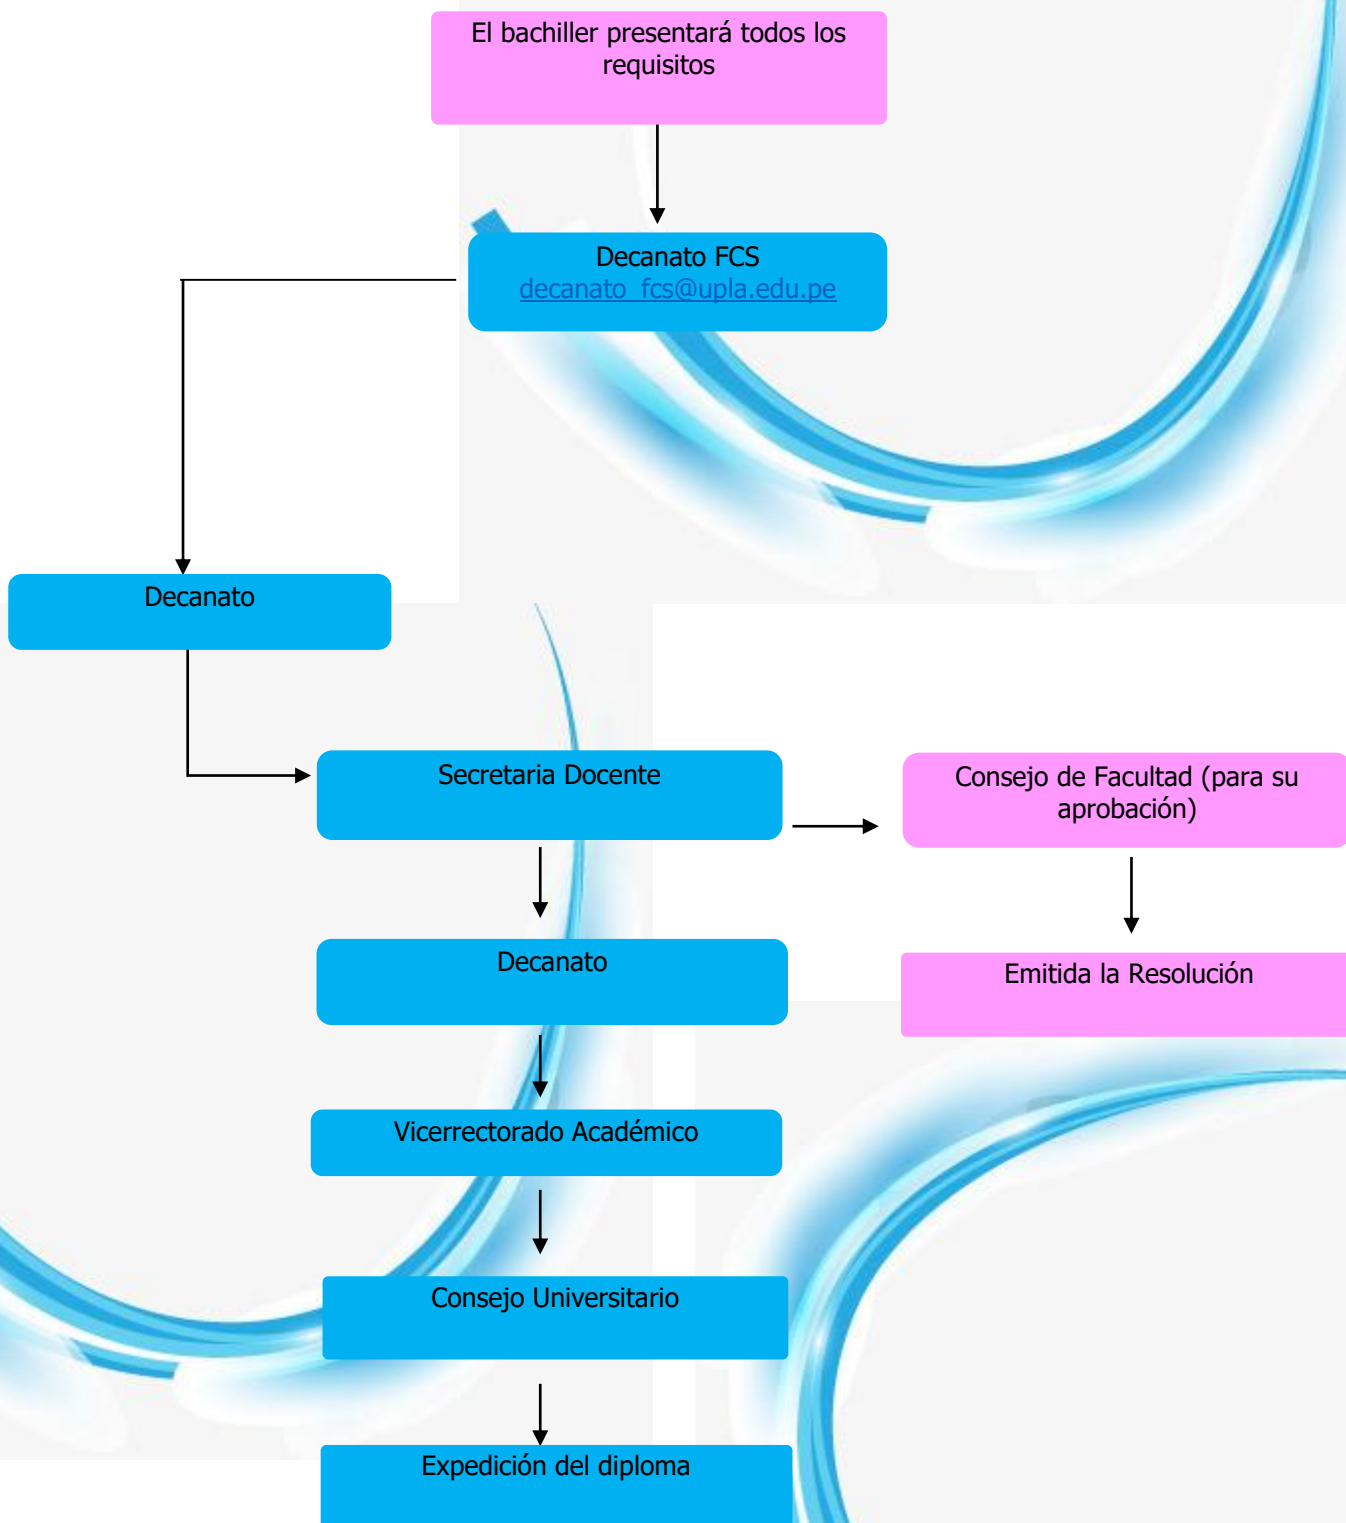 El bachiller presentará todos los
requisitos
Decanato FCS
decanato_fcs@upla.edu.pe
Decanato
Secretaria Docente
Consejo de Facultad (para su
aprobación)
Decanato
Emitida la Resolución
Vicerrectorado Académico
Consejo Universitario
Expedición del diploma